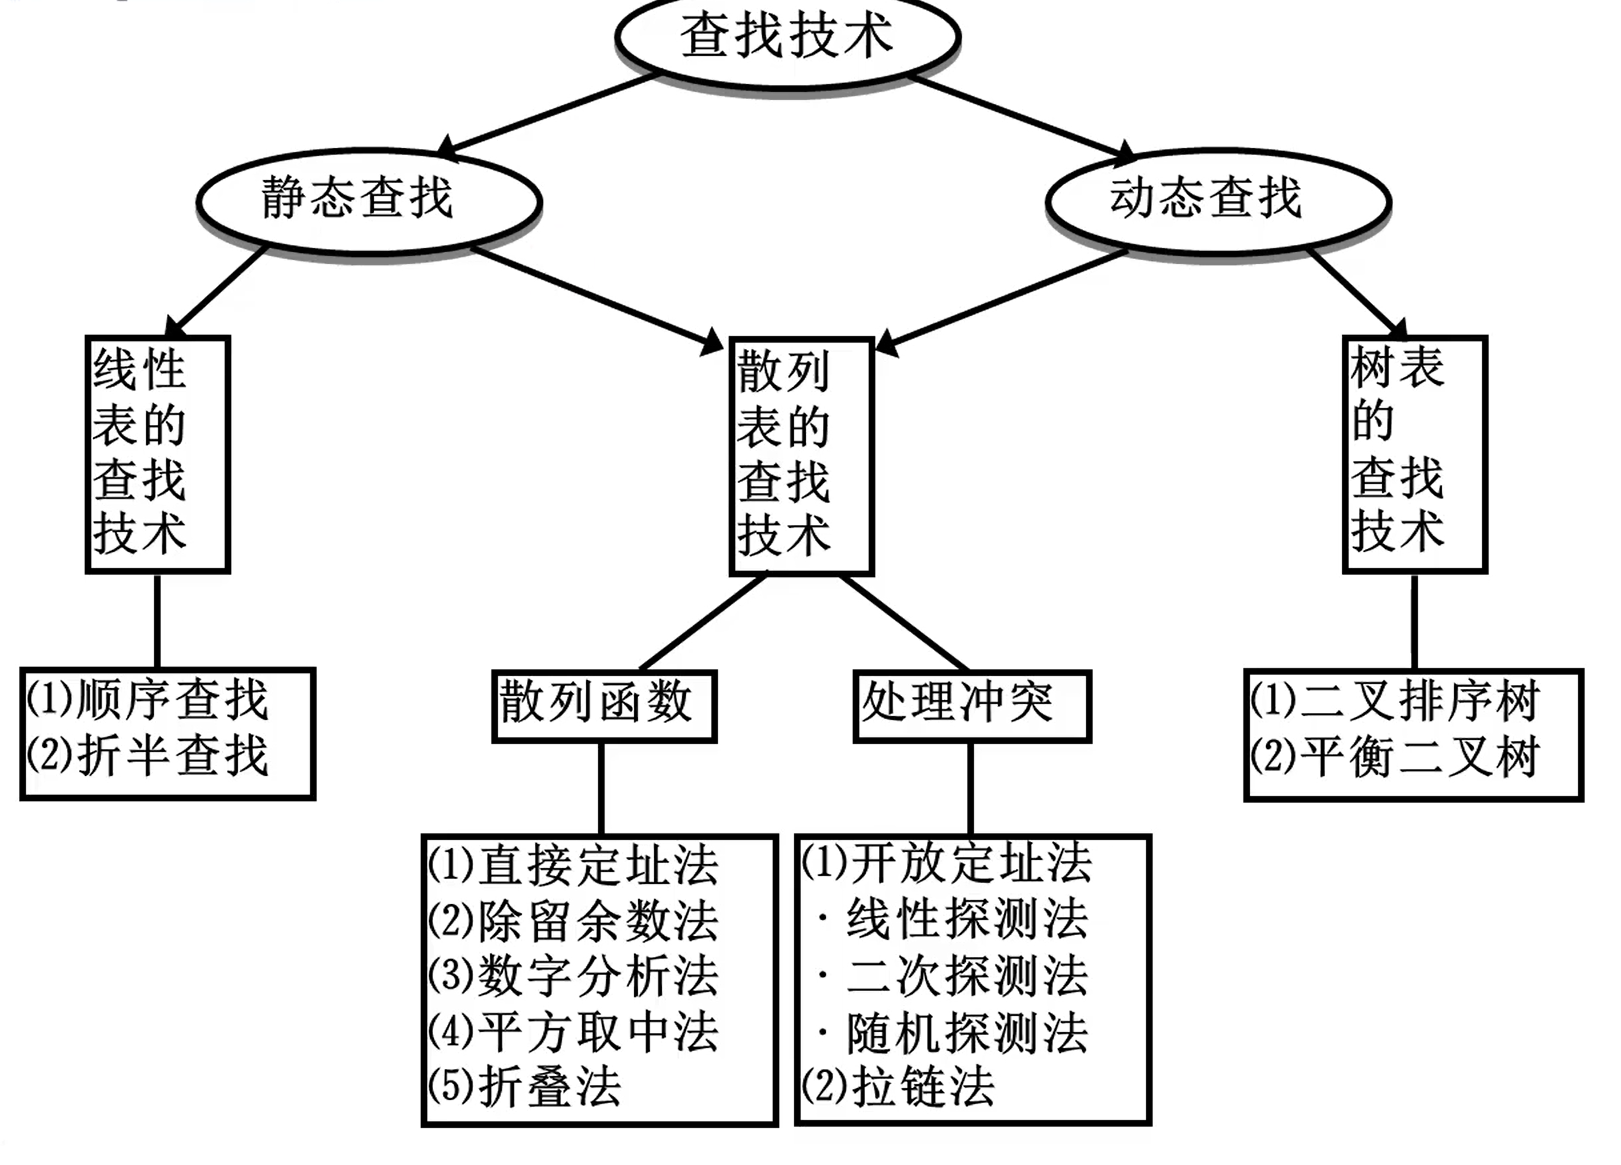 查找技术
静态查找
动态查找
线性
表的
查找
技术
散列
表的
查找
技术
树表
的
查找
技术
(1)顺序查找
(2)折半查找
散列函数
处理冲突
(1)二叉排序树
(2)平衡二叉树
(1)直接定址法
(2)除留余数法
(3)数字分析法
(4)平方取中法
(5)折叠法
(1)开放定址法
·线性探测法
·二次探测法
·随机探测法
(2)拉链法